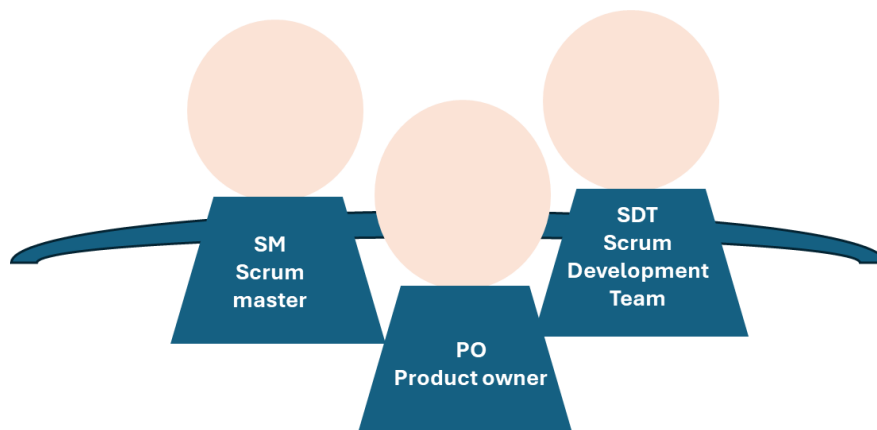 SM
Scrum
master
SDT
Scrum
Development
Team
PO
Product owner